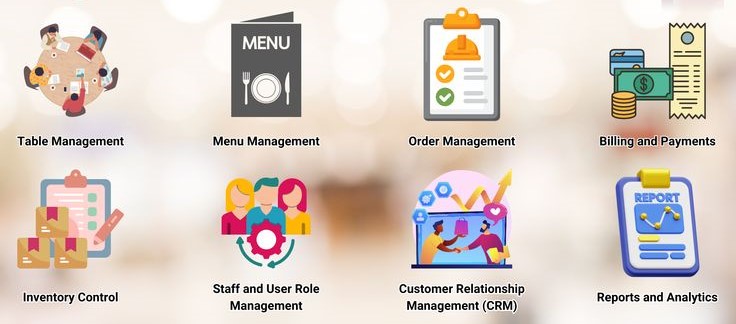 MENU
Table Management
Menu Management
Order Management
Billing and Payments
REPORT
Inventory Control
Staff and User Role
Management
Customer Relationship
Management (CRM)
Reports and Analytics